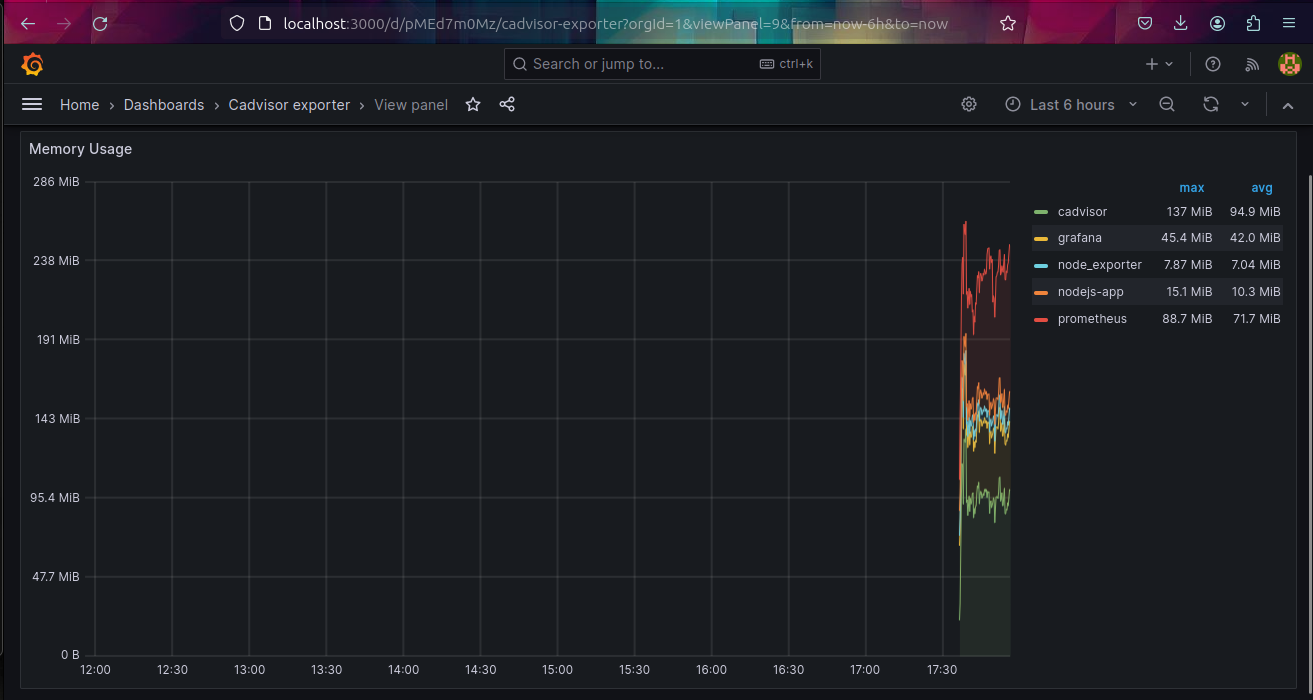 localhost:3000/d/pMEd7m0Mz/cadvisor-exporter?orgId=1&viewPanel=9&from=now-6h&to=now
Search or jump to... ctrl+k
Home › Dashboards › Cadvisor exporter › View panel Last 6 hours
Memory Usage
286 MiB
238 MiB
191 MiB
143 MiB
95.4 MiB
47.7 MiB
0 B
12:00 12:30 13:00 13:30 14:00 14:30 15:00 15:30 16:00 16:30 17:00 17:30
max avg
cadvisor 137 MiB 94.9 MiB
grafana 45.4 MiB 42.0 MiB
node_exporter 7.87 MiB 7.04 MiB
nodejs-app 15.1 MiB 10.3 MiB
prometheus 88.7 MiB 71.7 MiB